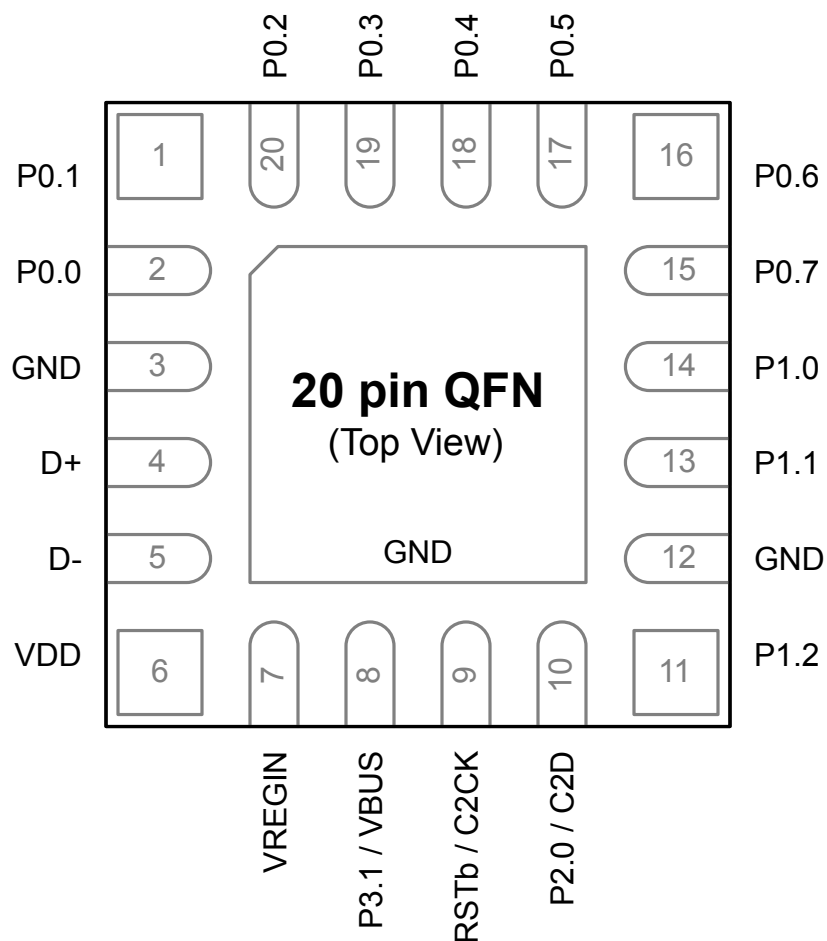 P0.2
P0.3
P0.4
P0.5
20
19
18
17
1
16
P0.1
P0.6
P0.0
2
15
P0.7
GND
3
14
P1.0
20 pin QFN
(Top View)
D+
4
13
P1.1
D-
5
GND
12
GND
VDD
6
7
8
9
10
11
P1.2
VREGIN
P3.1 / VBUS
RSTb / C2CK
P2.0 / C2D